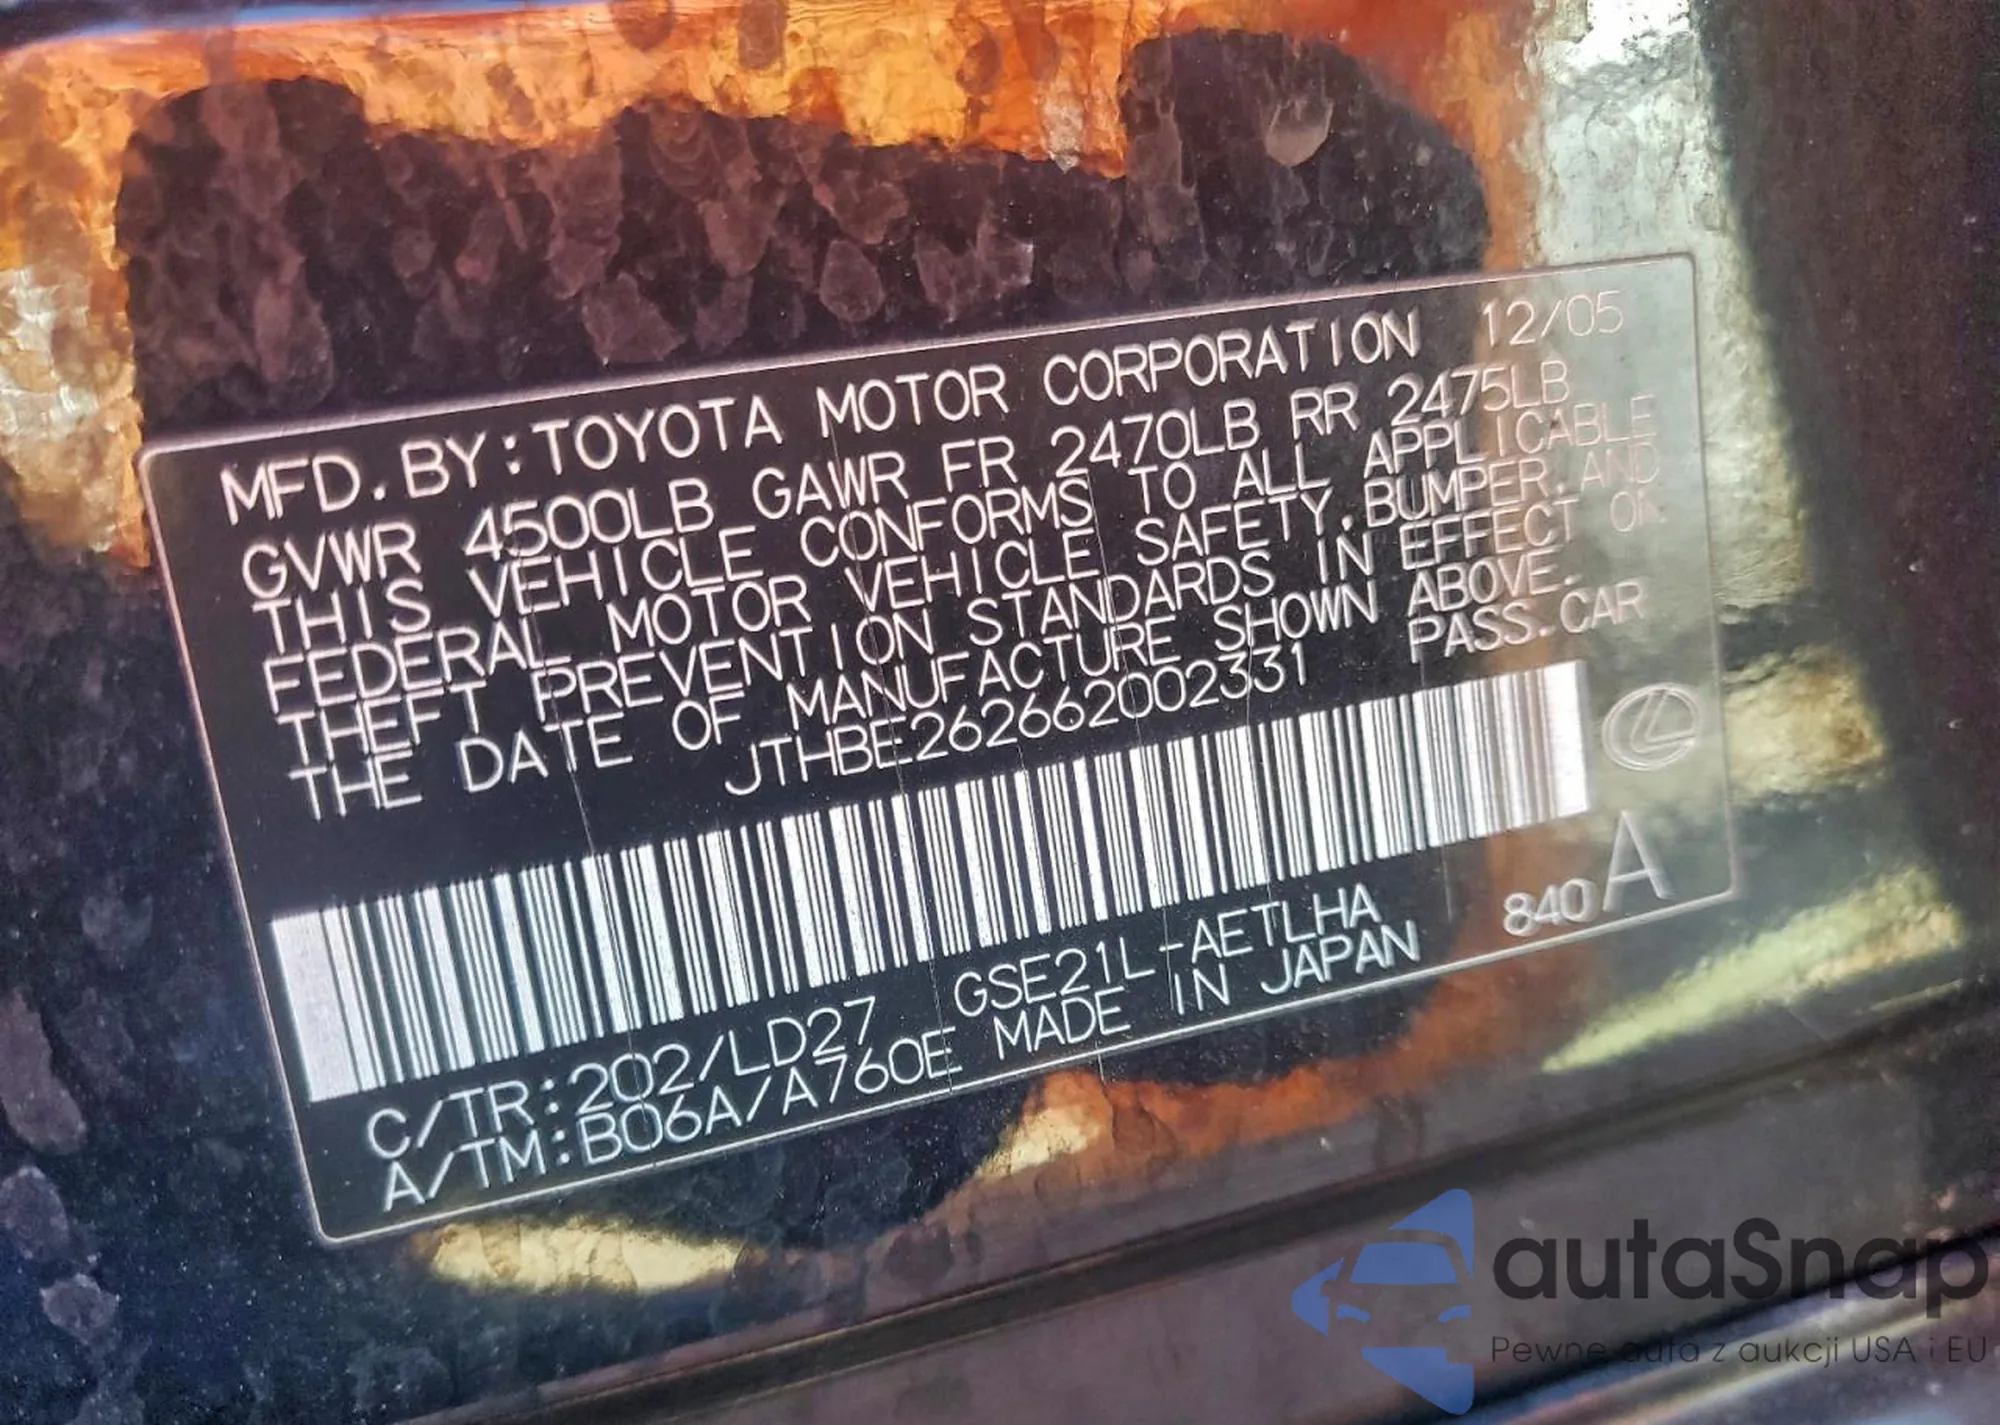 MFD.BY:TOYOTA MOTOR CORPORATION 12/05
GVWR 4500LB GAWR FR 2470LB RR 2475LB
THIS VEHICLE CONFORMS TO ALL APPLICABLE
FEDERAL MOTOR VEHICLE SAFETY,BUMPER,AND
THEFT PREVENTION STANDARDS IN EFFECT ON
THE DATE OF MANUFACTURE SHOWN ABOVE.
JTHBE262662002331 PASS.CAR
840 A
C/TR:202/LD27 GSE21L-AETLHA
A/TM:B06A/A760E MADE IN JAPAN
autaSnap
Pewne auta z aukcji USA i EU